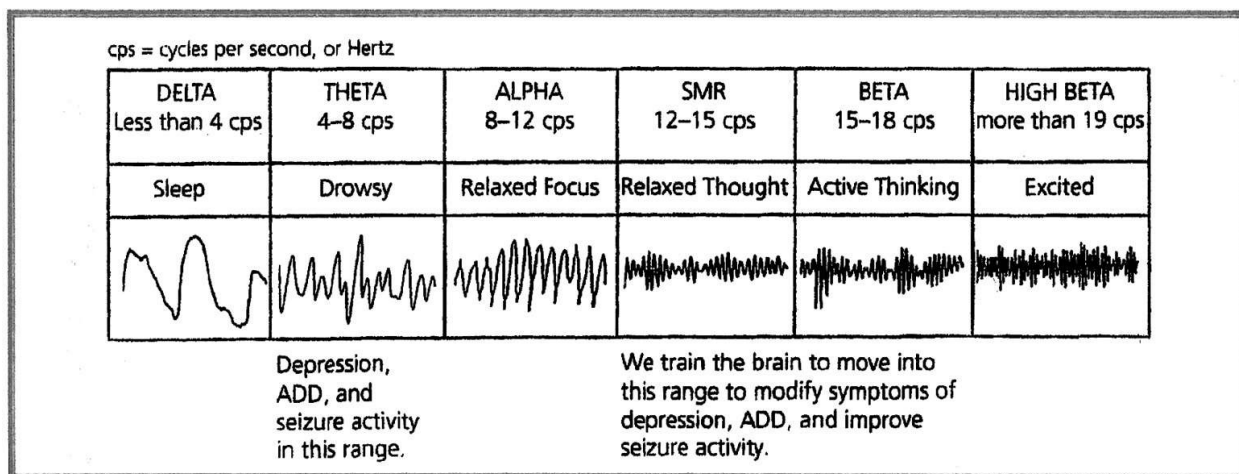 cps = cycles per second, or Hertz
DELTA
Less than 4 cps
THETA
4–8 cps
ALPHA
8–12 cps
SMR
12–15 cps
BETA
15–18 cps
HIGH BETA
more than 19 cps
Sleep
Drowsy
Relaxed Focus
Relaxed Thought
Active Thinking
Excited
Depression,
ADD, and
seizure activity
in this range.
We train the brain to move into
this range to modify symptoms of
depression, ADD, and improve
seizure activity.